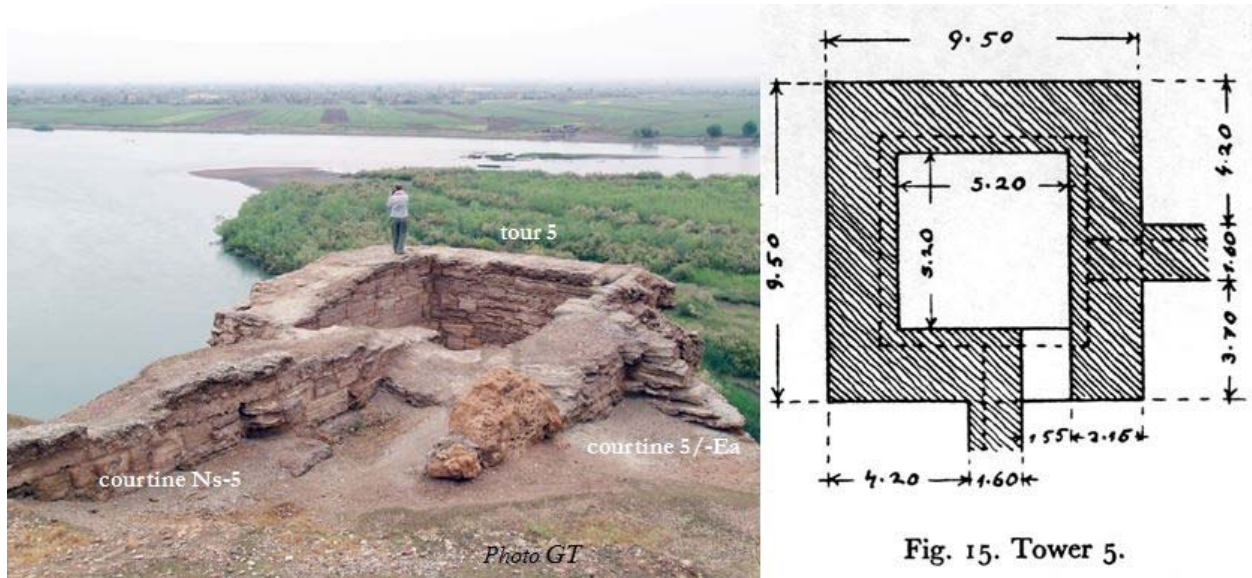 tour 5
courtine Ns-5
courtine 5/-Ea
Photo GT
9.50
9.50
5.20
5.20
4.20
1.60
3.70
1.55
2.15
4.20
1.60
Fig. 15. Tower 5.